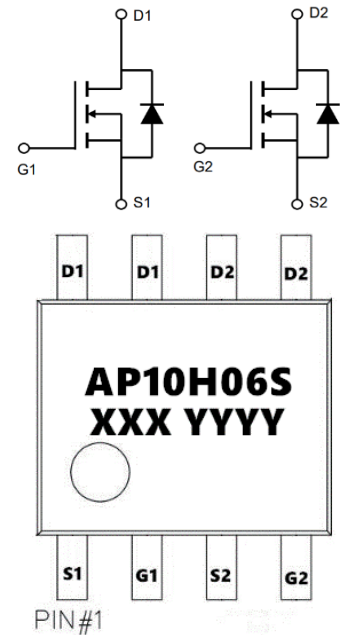 D1 D2
G1 G2
S1 S2
D1 D1 D2 D2
AP10H06S
XXX YYYY
S1 G1 S2 G2
PIN#1